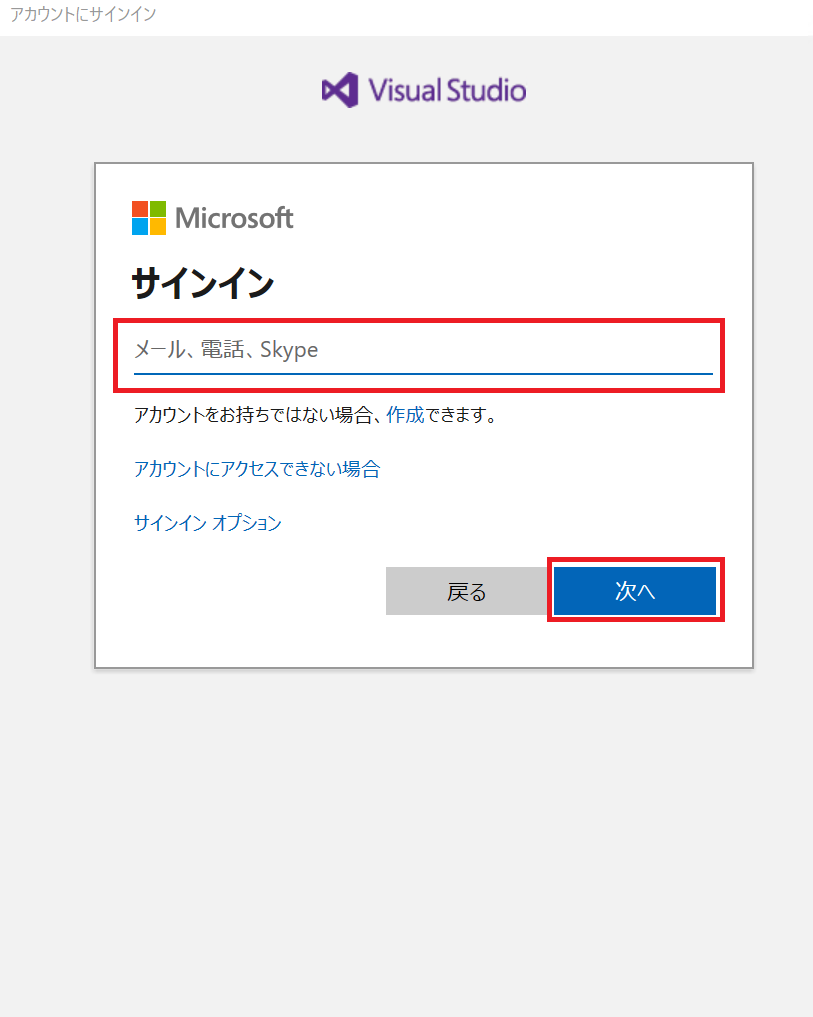 アカウントにサインイン
Visual Studio
Microsoft
サインイン
メール、電話、Skype
アカウントをお持ちではない場合、作成できます。
アカウントにアクセスできない場合
サインイン オプション
戻る
次へ